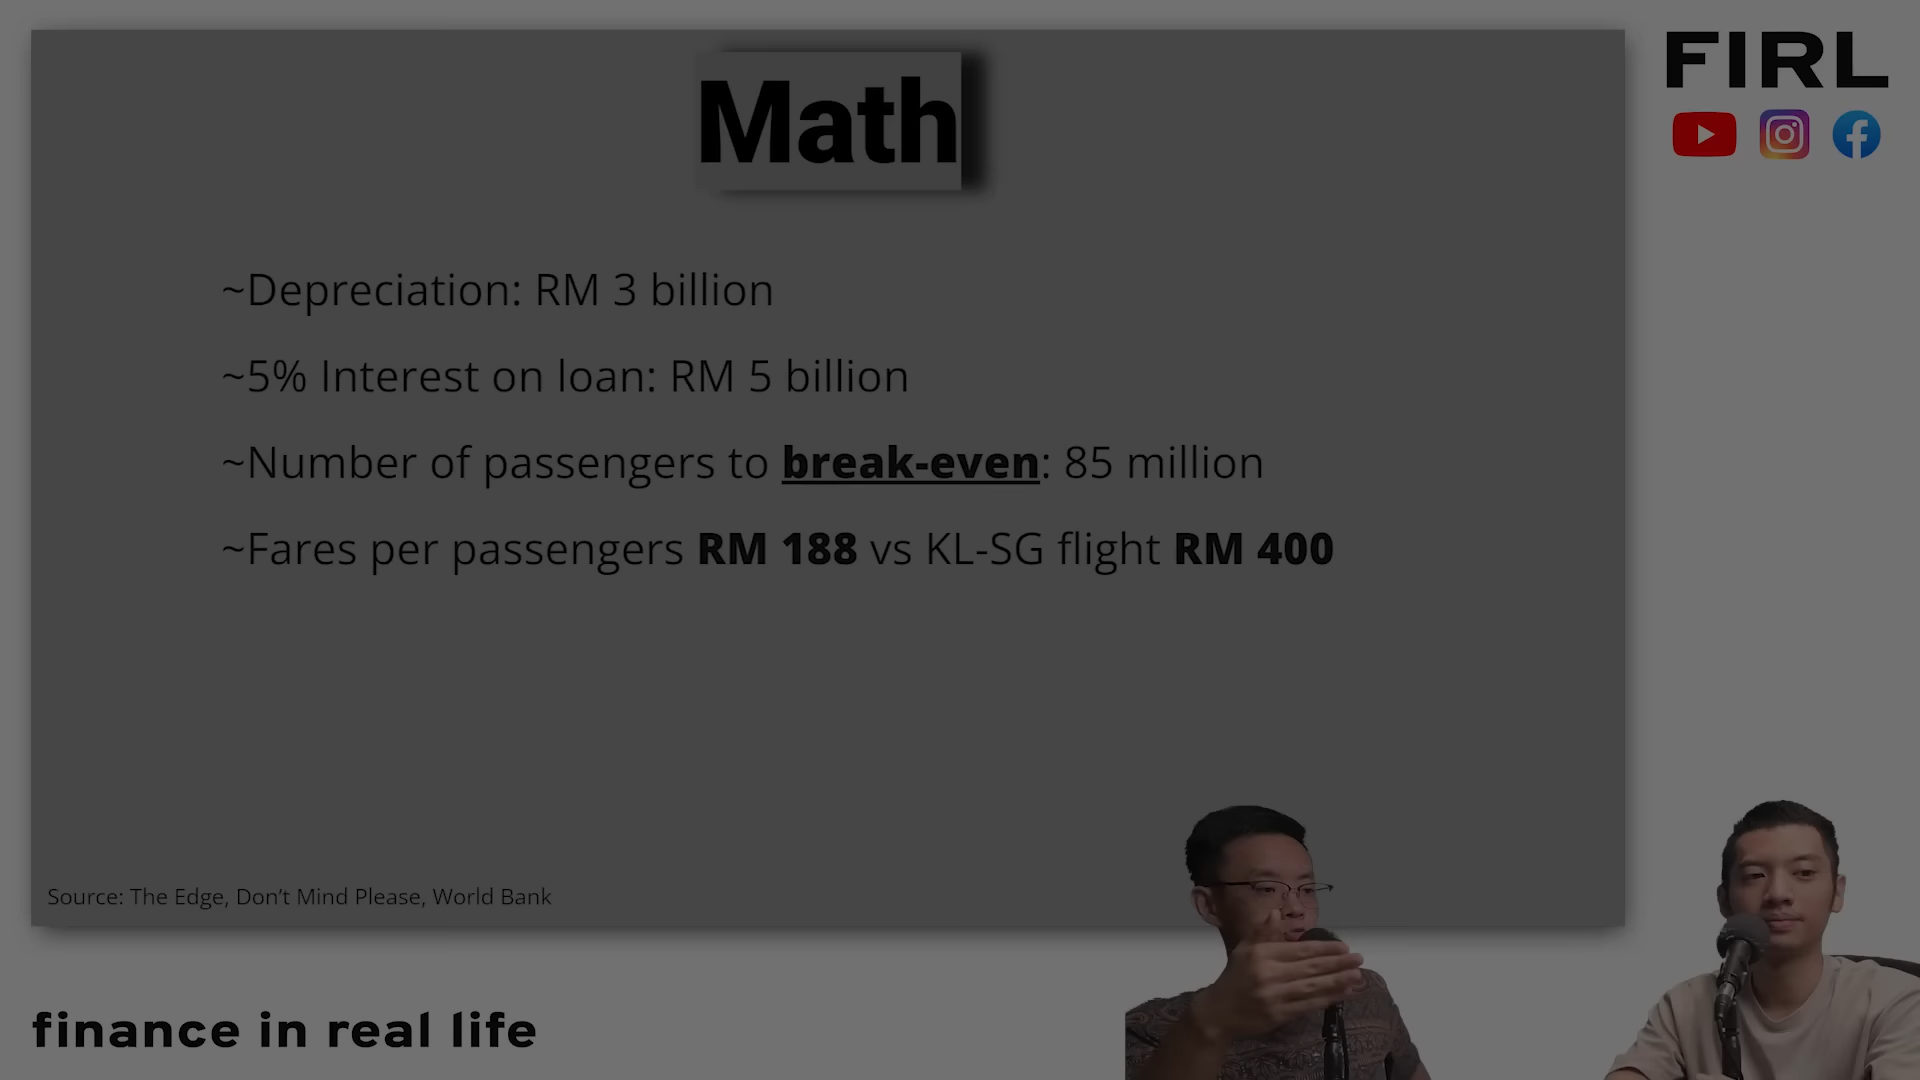 Math
~Depreciation: RM 3 billion
~5% Interest on loan: RM 5 billion
~Number of passengers to break-even: 85 million
~Fares per passengers RM 188 vs KL-SG flight RM 400
Source: The Edge, Don't Mind Please, World Bank
FIRL
finance in real life